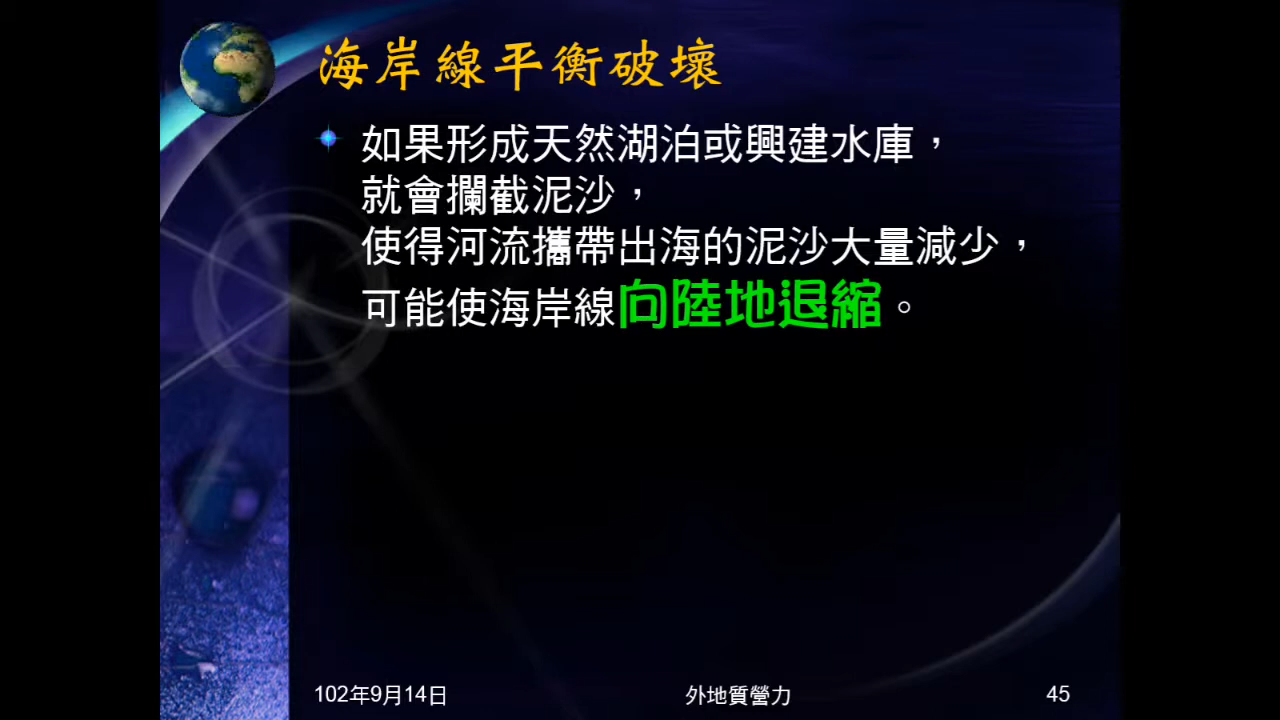 海岸線平衡破壞
如果形成天然湖泊或興建水庫，
就會攔截泥沙，
使得河流攜帶出海的泥沙大量減少，
可能使海岸線向陸地退縮。
102年9月14日
外地質營力
45